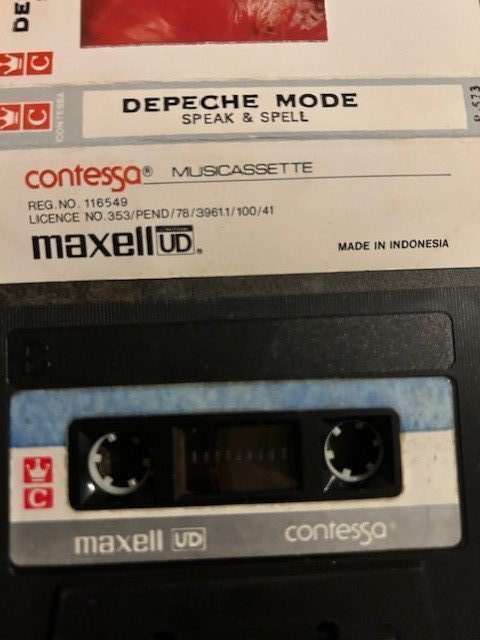 DE
C
C
CONTESSA
DEPECHE MODE
SPEAK & SPELL
P.573
contessa® MUSICASSETTE
REG. NO. 116549
LICENCE NO. 353/PEND/78/3961.1/100/41
maxell UD®
MADE IN INDONESIA
C
maxell UD contessa®